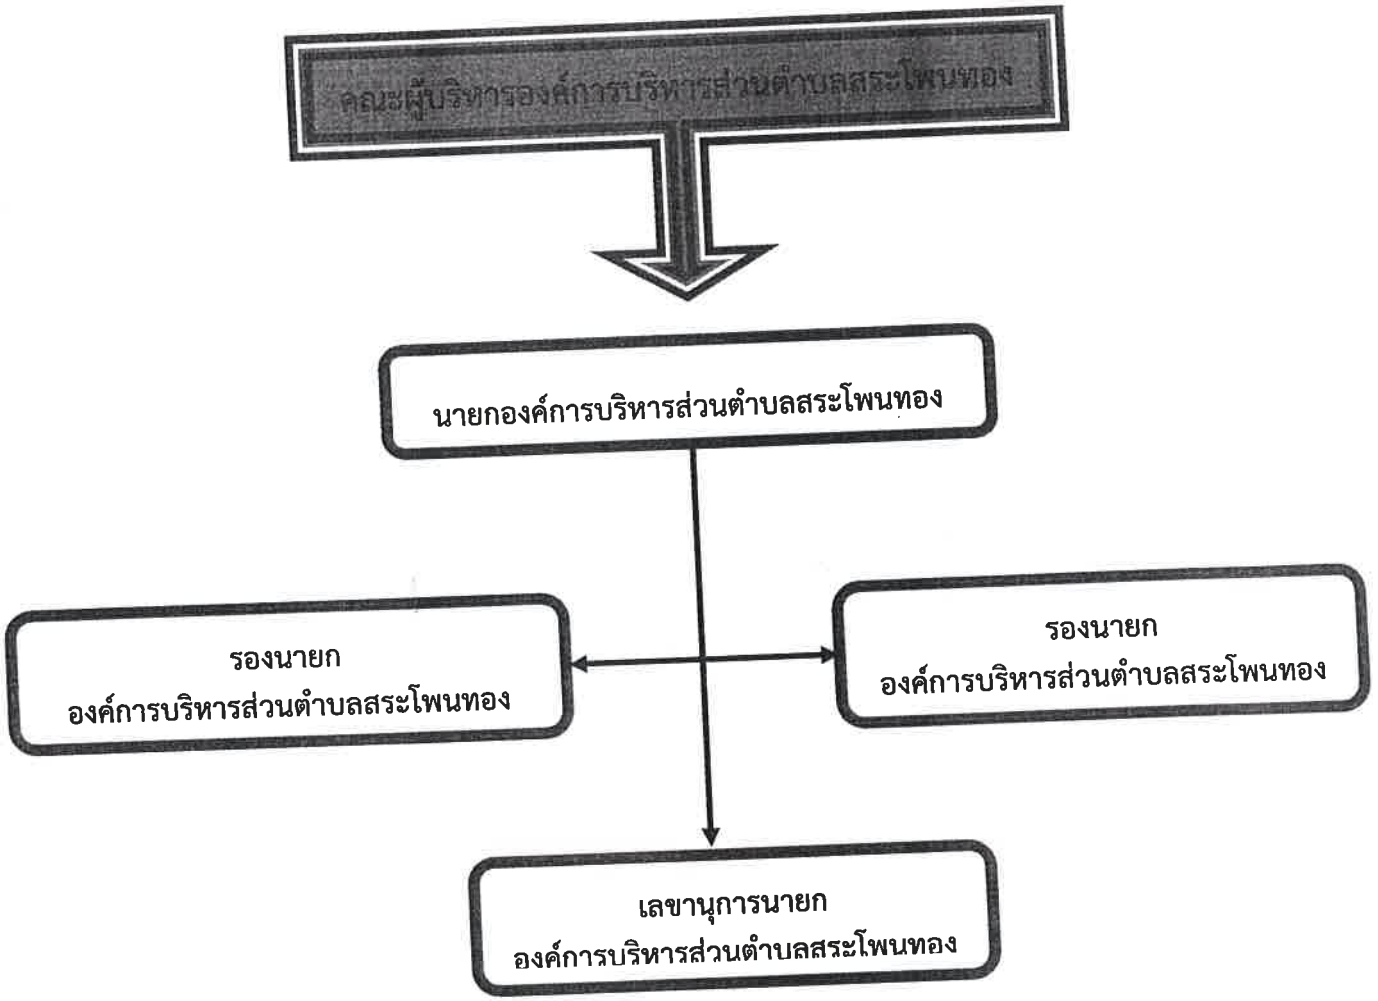 คณะผู้บริหารองค์การบริหารส่วนตำบลสระโพนทอง
นายกองค์การบริหารส่วนตำบลสระโพนทอง
รองนายก
องค์การบริหารส่วนตำบลสระโพนทอง
รองนายก
องค์การบริหารส่วนตำบลสระโพนทอง
เลขานุการนายก
องค์การบริหารส่วนตำบลสระโพนทอง